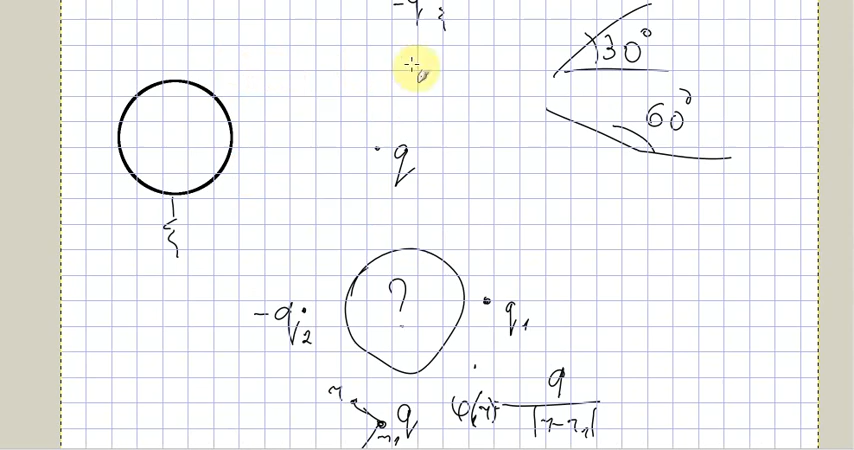 -q
30°
60°
q
?
-q₂
q₁
q
φ(r) = q / |r-r₁|